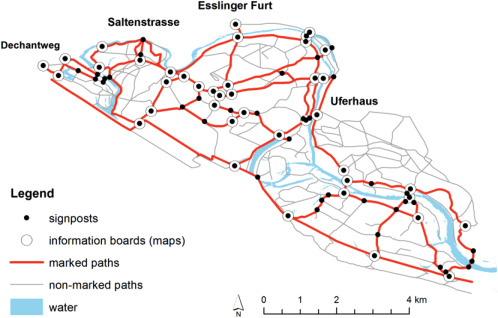 Esslinger Furt
Saltenstrasse
Dechantweg
Uferhaus
Legend
signposts
information boards (maps)
marked paths
non-marked paths
water
N
0 1 2 4 km